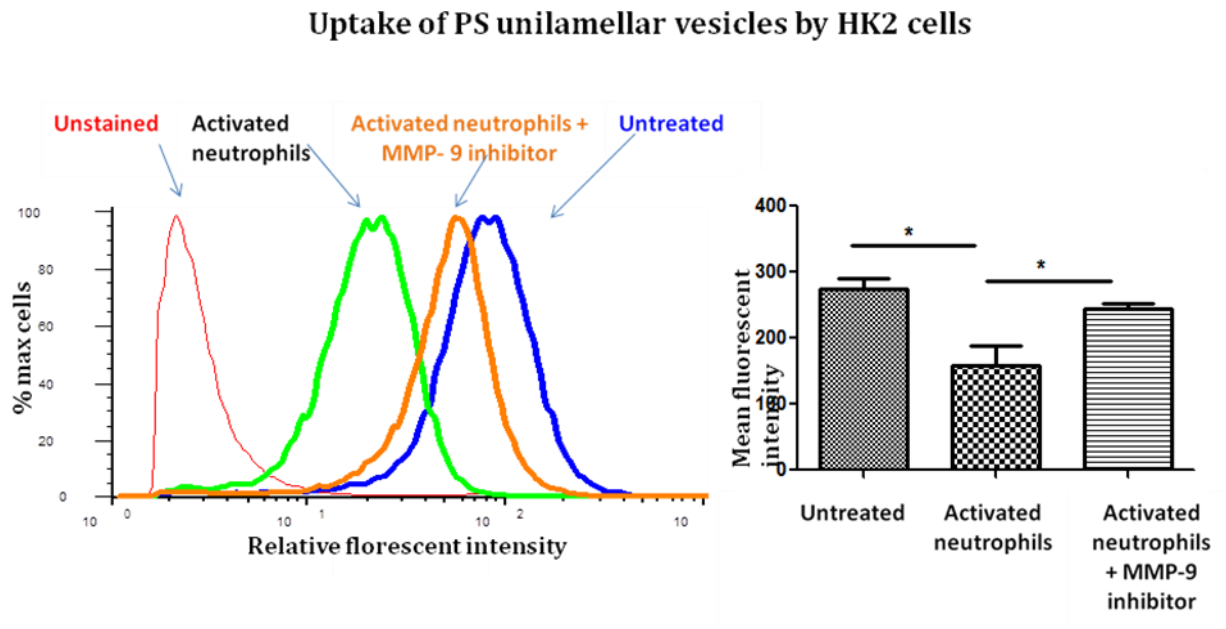 Uptake of PS unilamellar vesicles by HK2 cells
Unstained
Activated
neutrophils
Activated neutrophils +
MMP- 9 inhibitor
Untreated
% max cells
100
80
60
40
20
0
10 0
10 1
10 2
10
Relative florescent intensity
Mean fluorescent
intensity
400
300
200
100
0
*
*
Untreated
Activated
neutrophils
Activated
neutrophils
+ MMP-9
inhibitor